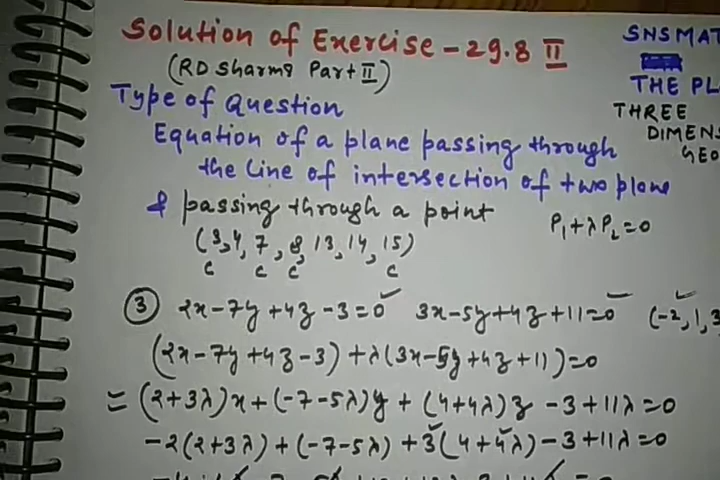 Solution of Exercise - 29.8 II
(RD Sharma Part II)
SNSMAT
THE PL
THREE
DIMENS
GEO
Type of Question
Equation of a plane passing through
the line of intersection of two plane
& passing through a point
P₁+λP₂=0
(3,4, 7, 8, 13, 14, 15)
c c c c
③ 2x-7y+4z-3=0 3x-5y+4z+11=0 (-2,1,3
(2x-7y+4z-3)+λ(3x-5y+4z+11)=0
= (2+3λ)x+(-7-5λ)y+(4+4λ)z-3+11λ=0
-2(2+3λ)+(-7-5λ)+3(4+4λ)-3+11λ=0